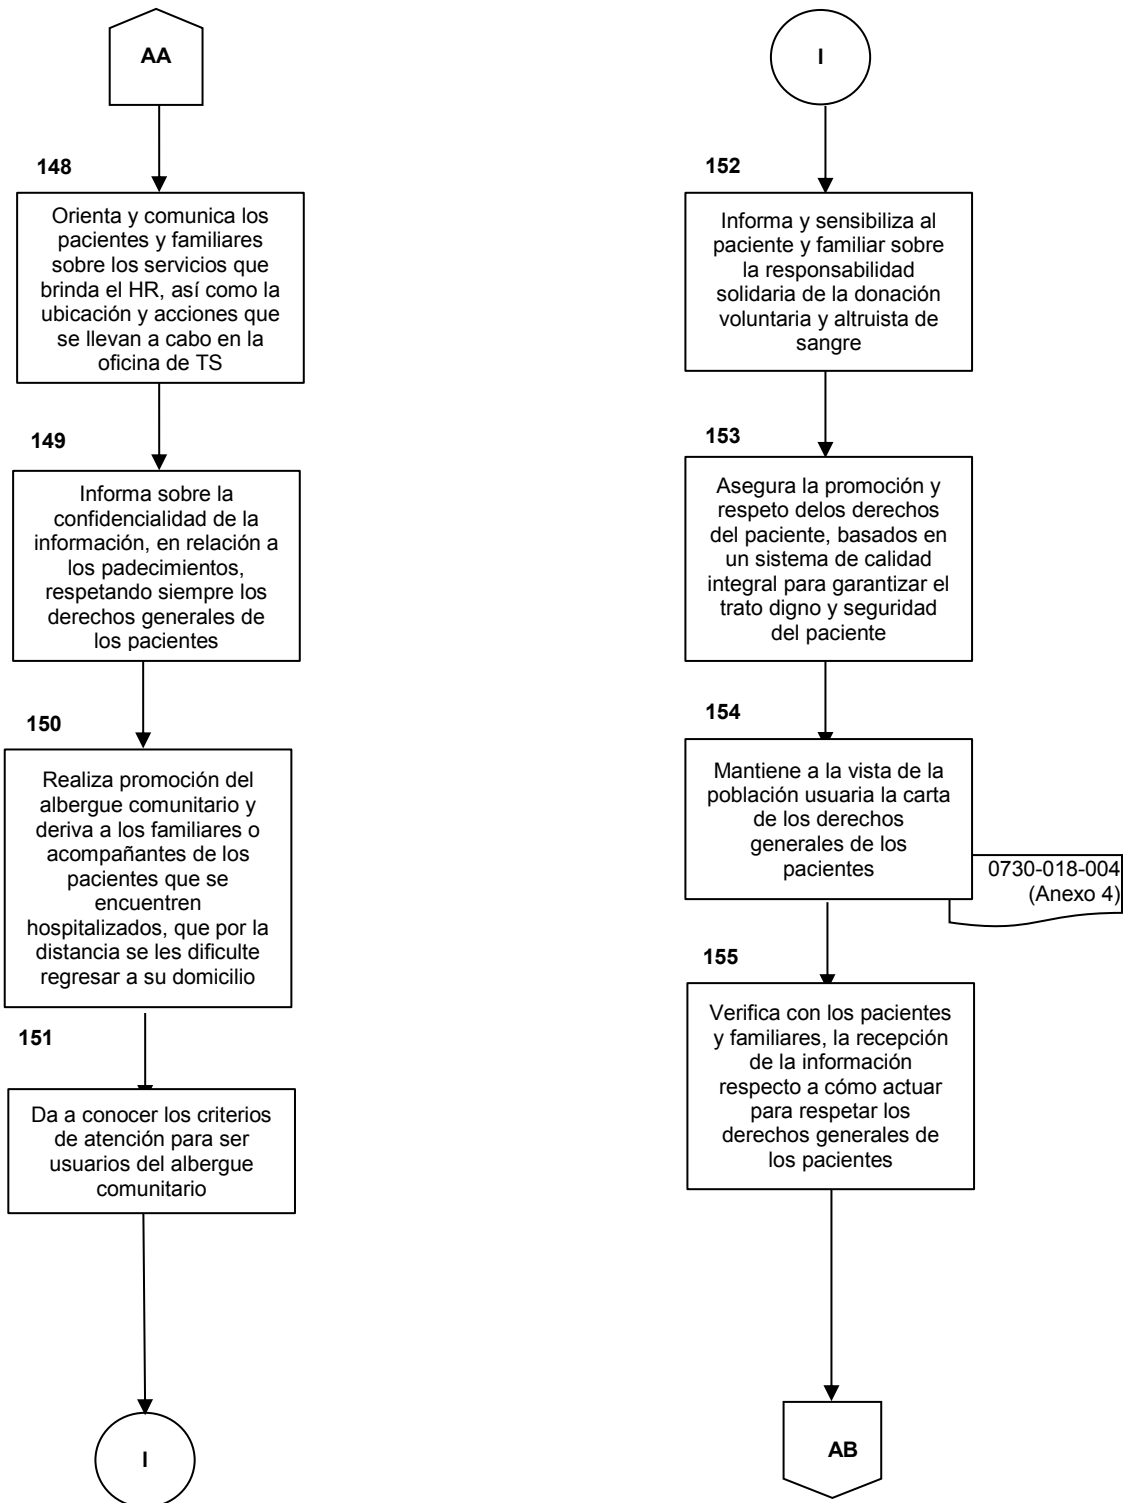 AA
148
Orienta y comunica los
pacientes y familiares
sobre los servicios que
brinda el HR, así como la
ubicación y acciones que
se llevan a cabo en la
oficina de TS
149
Informa sobre la
confidencialidad de la
información, en relación a
los padecimientos,
respetando siempre los
derechos generales de
los pacientes
150
Realiza promoción del
albergue comunitario y
deriva a los familiares o
acompañantes de los
pacientes que se
encuentren
hospitalizados, que por la
distancia se les dificulte
regresar a su domicilio
151
Da a conocer los criterios
de atención para ser
usuarios del albergue
comunitario
I
I
152
Informa y sensibiliza al
paciente y familiar sobre
la responsabilidad
solidaria de la donación
voluntaria y altruista de
sangre
153
Asegura la promoción y
respeto delos derechos
del paciente, basados en
un sistema de calidad
integral para garantizar el
trato digno y seguridad
del paciente
154
Mantiene a la vista de la
población usuaria la carta
de los derechos
generales de los
pacientes
0730-018-004
(Anexo 4)
155
Verifica con los pacientes
y familiares, la recepción
de la información
respecto a cómo actuar
para respetar los
derechos generales de
los pacientes
AB